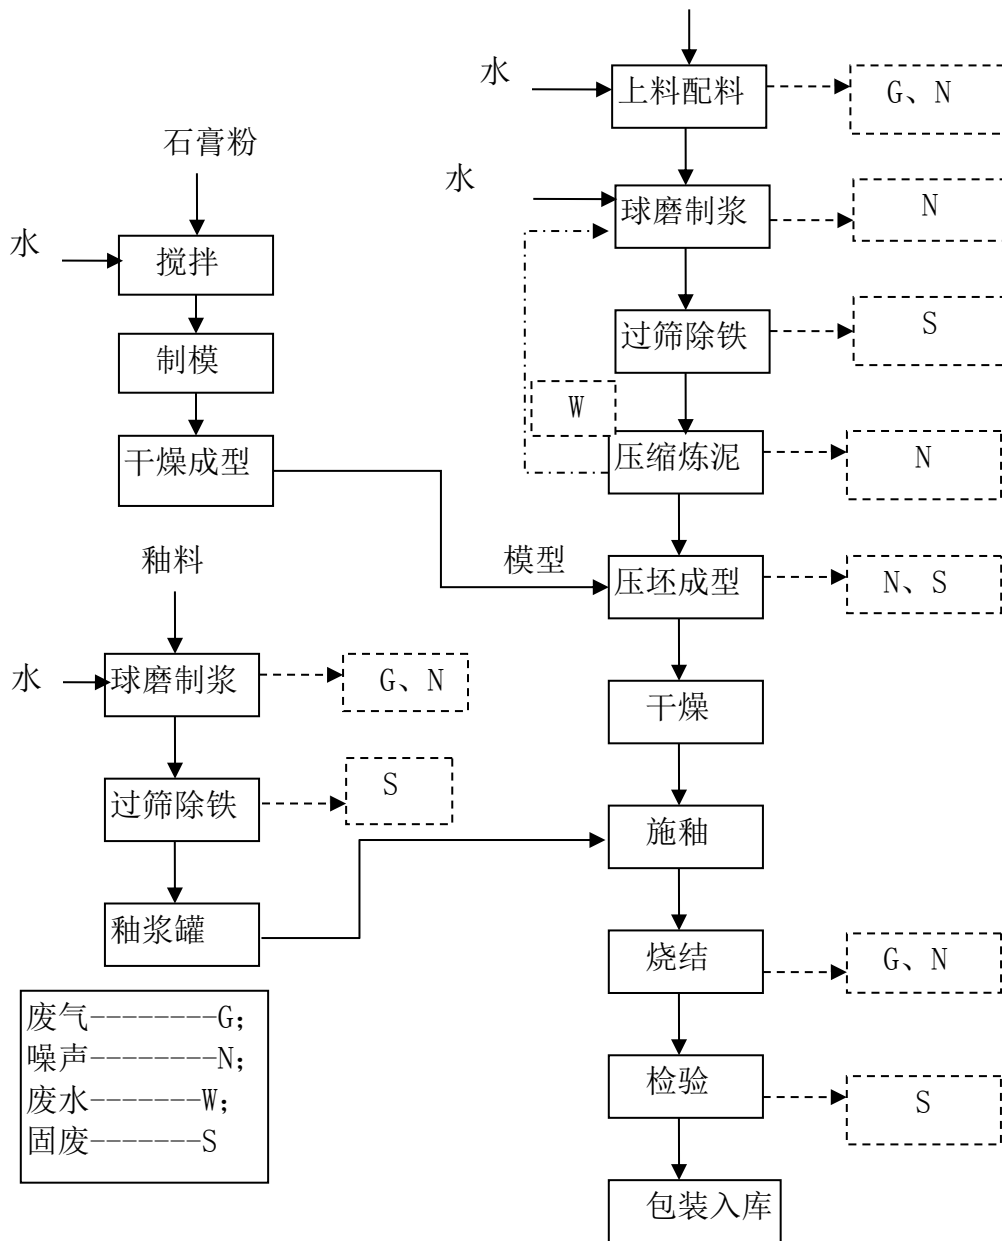 水
上料配料
G、N
石膏粉
水
球磨制浆
N
水
搅拌
过筛除铁
S
制模
W
干燥成型
压缩炼泥
N
釉料
模型
压坯成型
N、S
水
球磨制浆
G、N
干燥
过筛除铁
S
施釉
釉浆罐
烧结
G、N
废气--------G;
噪声--------N;
废水-------W;
固废-------S
检验
S
包装入库